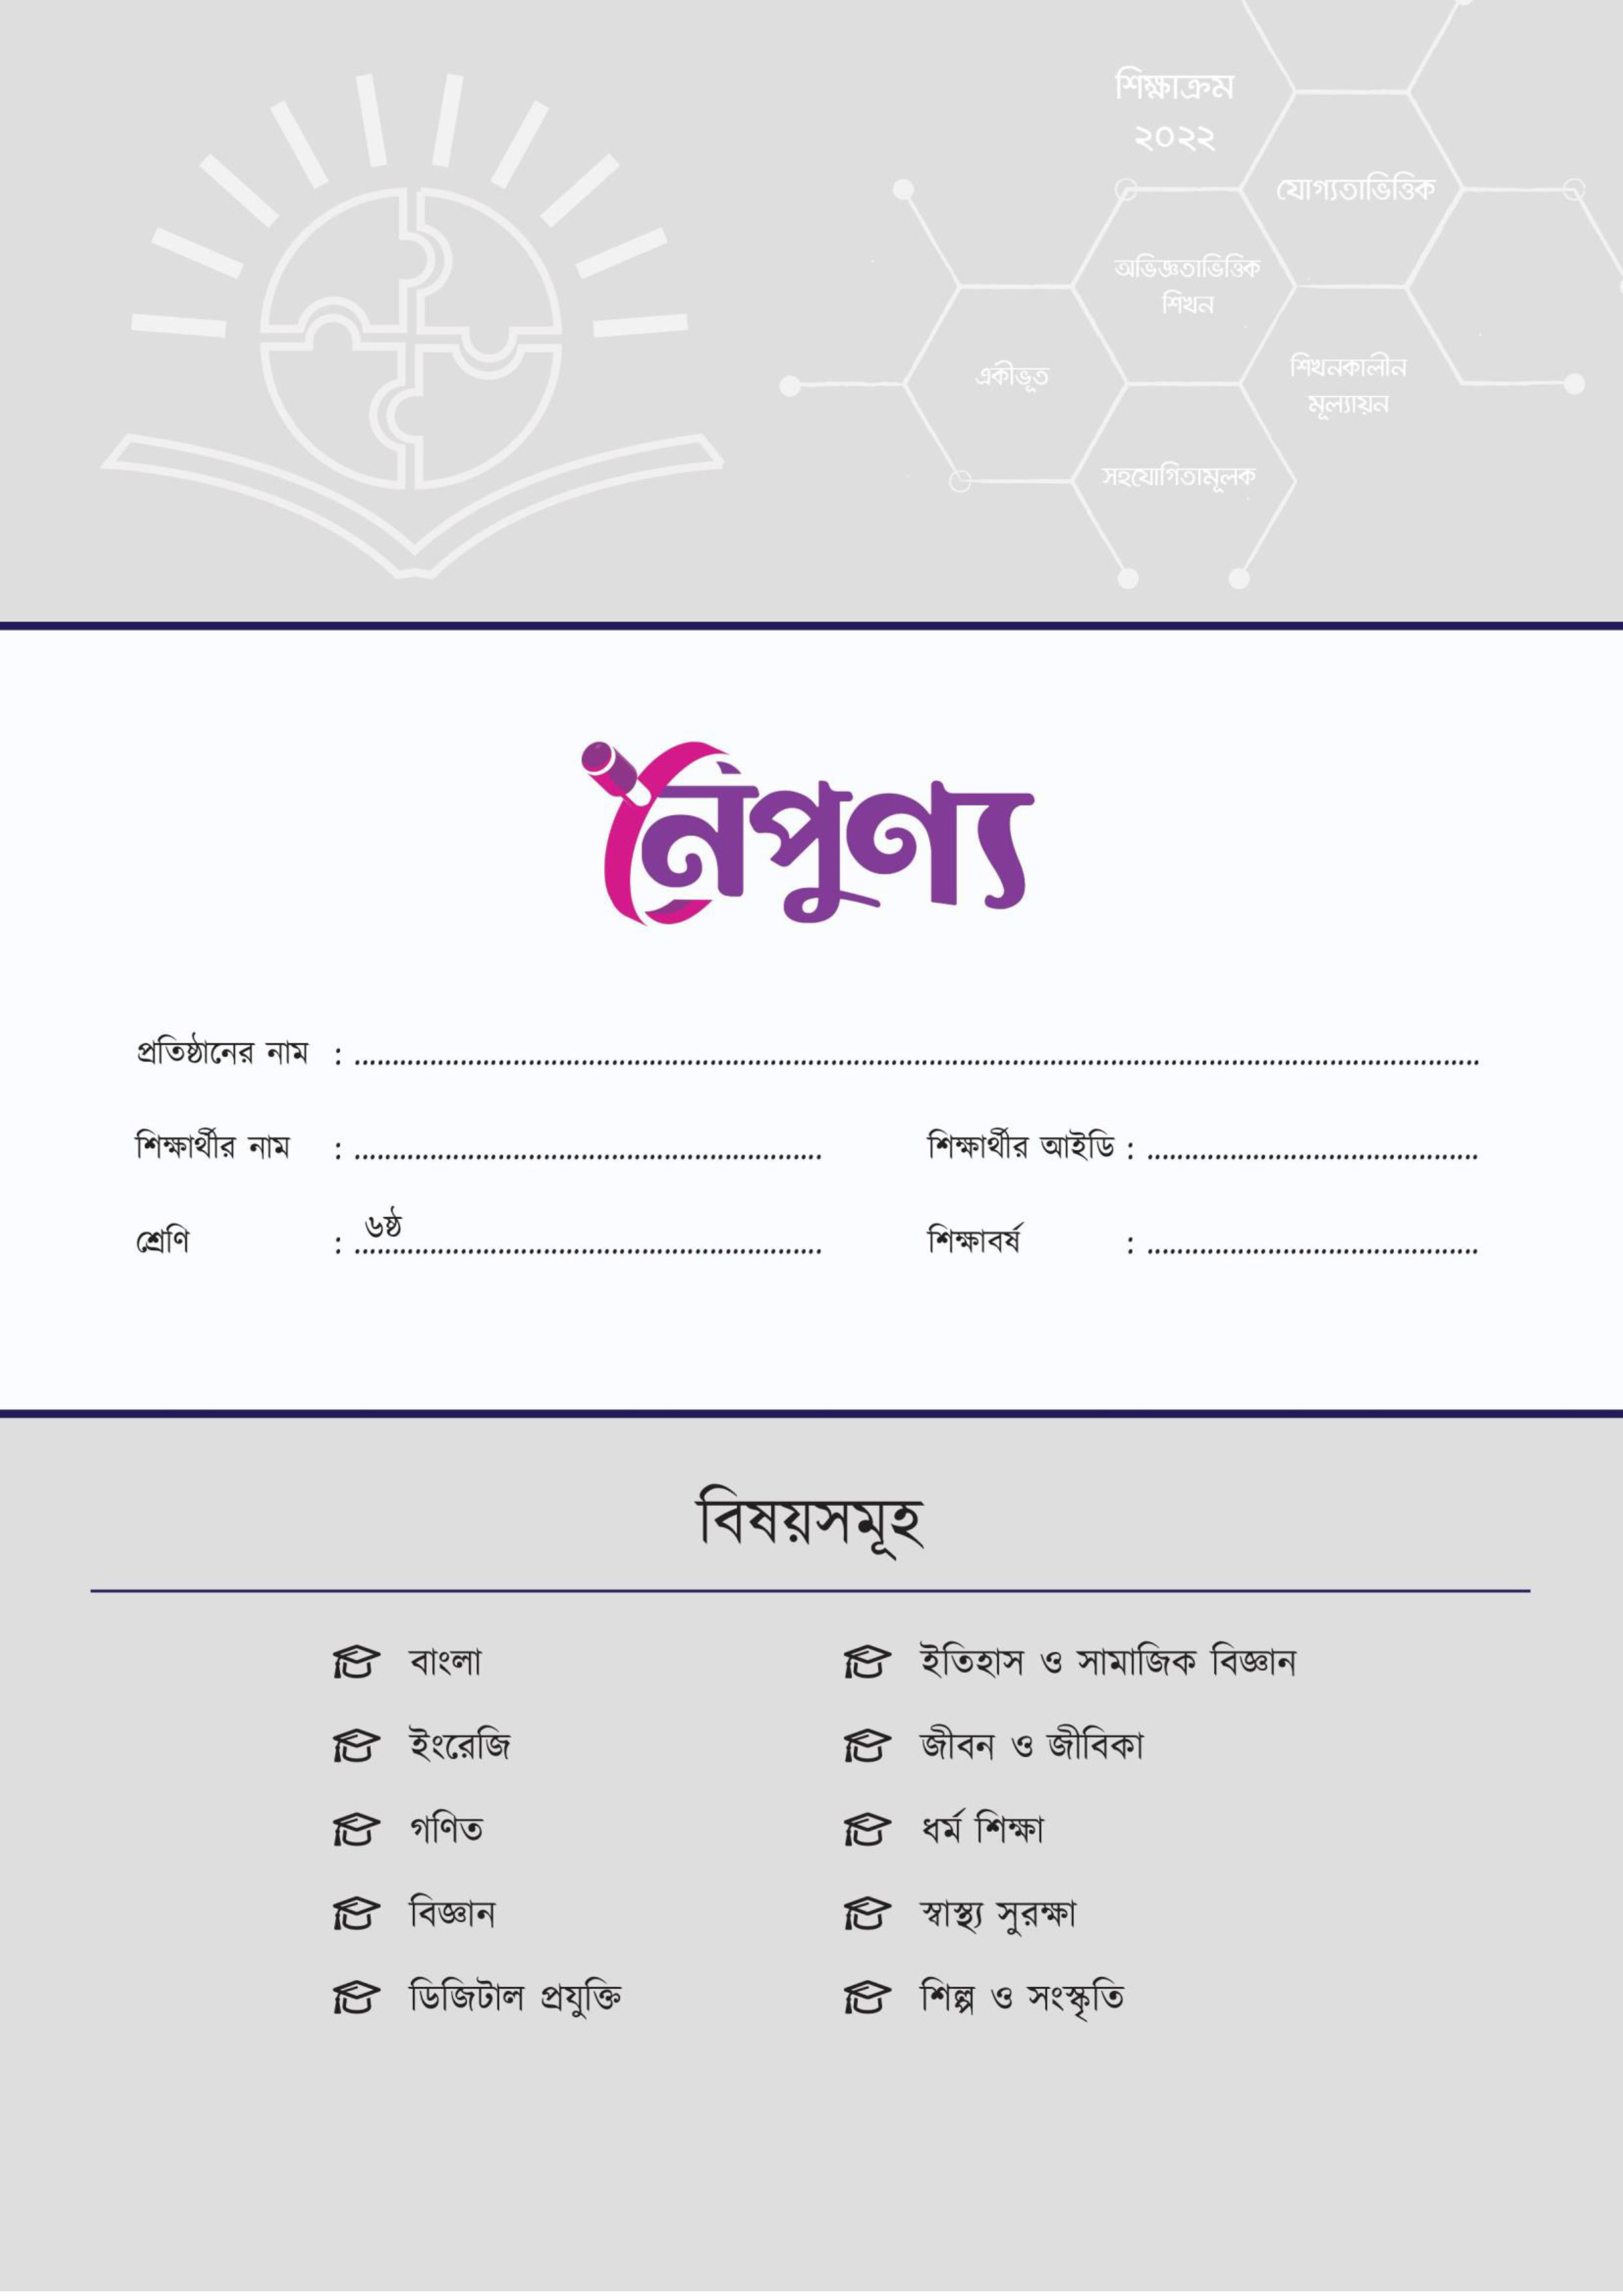 শিক্ষাক্রম
২০২২
যোগ্যতাভিত্তিক
অভিজ্ঞতাভিত্তিক
শিখন
একীভূত
শিখনকালীন
মূল্যায়ন
সহযোগিতামূলক
নৈপুণ্য
প্রতিষ্ঠানের নাম : ........................................................................................................................
শিক্ষার্থীর নাম : .............................................................. শিক্ষার্থীর আইডি : ............................................
শ্রেণি : ৬ষ্ঠ .............................................................. শিক্ষাবর্ষ : ............................................
বিষয়সমূহ
বাংলা
ইংরেজি
গণিত
বিজ্ঞান
ডিজিটাল প্রযুক্তি
ইতিহাস ও সামাজিক বিজ্ঞান
জীবন ও জীবিকা
ধর্ম শিক্ষা
স্বাস্থ্য সুরক্ষা
শিল্প ও সংস্কৃতি